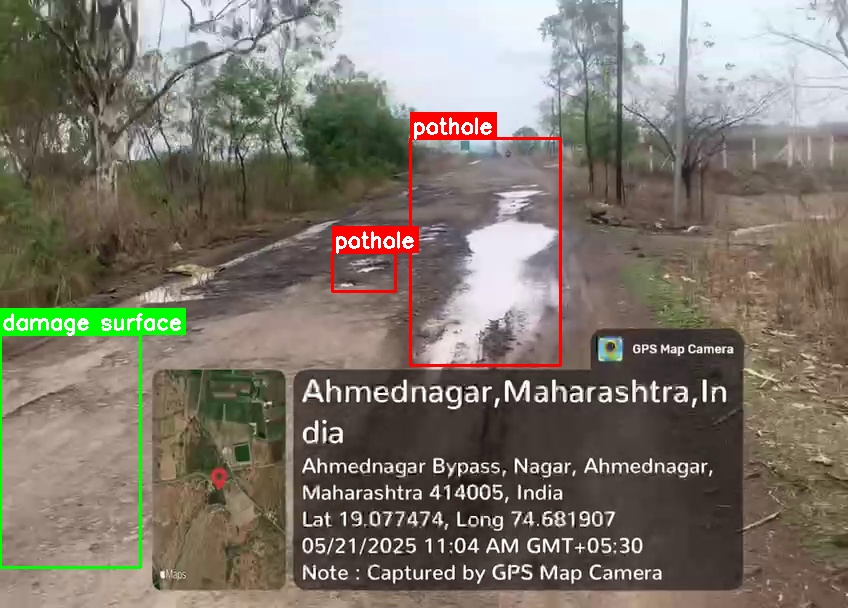 pothole
pothole
damage surface
GPS Map Camera
Ahmednagar,Maharashtra,In
dia
Ahmednagar Bypass, Nagar, Ahmednagar,
Maharashtra 414005, India
Lat 19.077474, Long 74.681907
05/21/2025 11:04 AM GMT+05:30
Note : Captured by GPS Map Camera
Maps